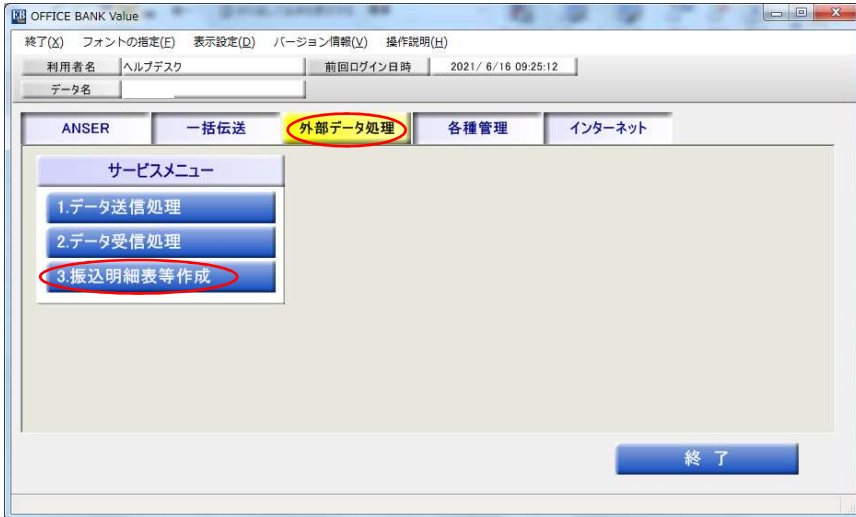 OFFICE BANK Value
終了(X) フォントの指定(F) 表示設定(D) バージョン情報(V) 操作説明(H)
利用者名 ヘルプデスク 前回ログイン日時 2021/ 6/16 09:25:12
データ名
ANSER 一括伝送 外部データ処理 各種管理 インターネット
サービスメニュー
1.データ送信処理
2.データ受信処理
3.振込明細表等作成
終 了